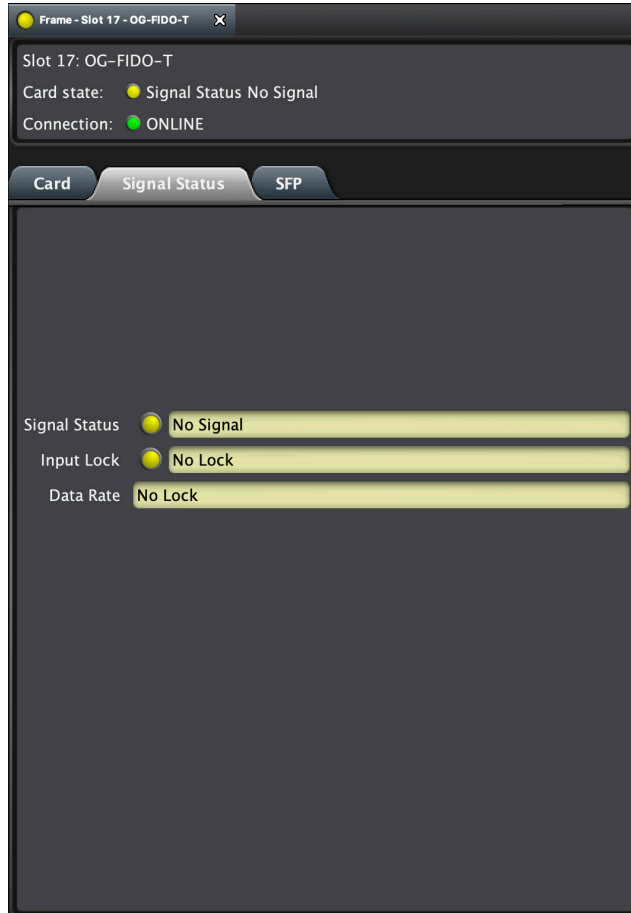 Frame - Slot 17 - OG-FIDO-T X
Slot 17: OG-FIDO-T
Card state: Signal Status No Signal
Connection: ONLINE
Card Signal Status SFP
Signal Status No Signal
Input Lock No Lock
Data Rate No Lock